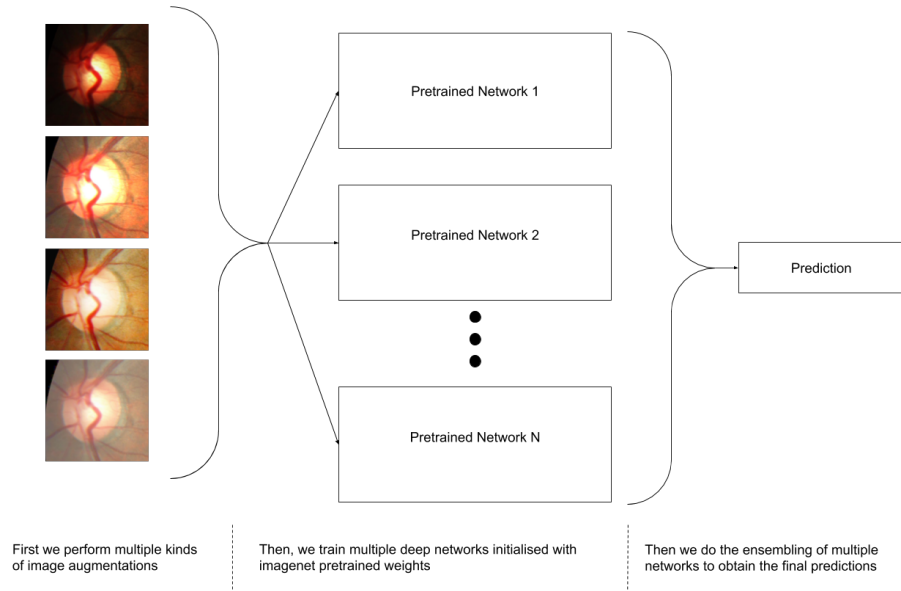 Pretrained Network 1
Pretrained Network 2
Prediction
Pretrained Network N
First we perform multiple kinds
of image augmentations
Then, we train multiple deep networks initialised with
imagenet pretrained weights
Then we do the ensembling of multiple
networks to obtain the final predictions